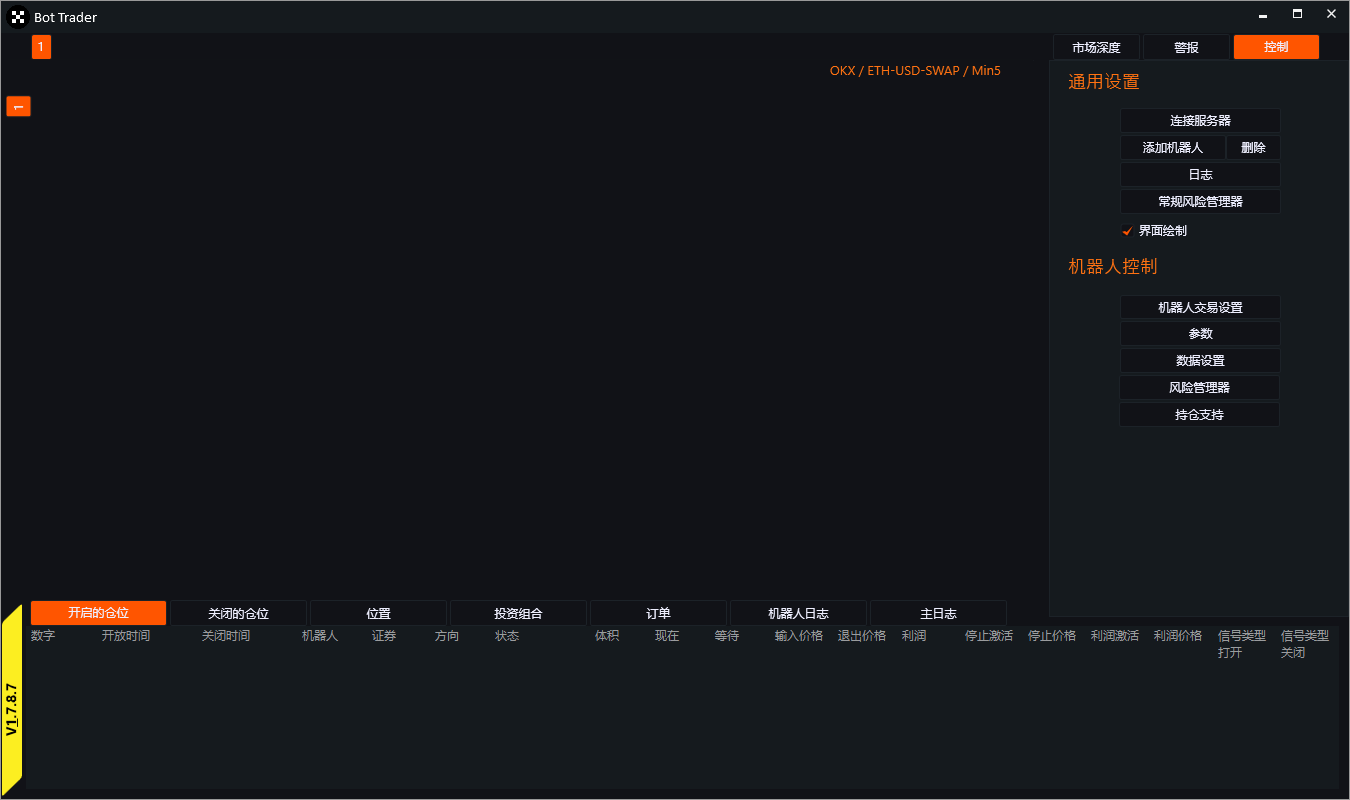 Bot Trader
1
市场深度 警报 控制
OKX / ETH-USD-SWAP / Min5
通用设置
1
连接服务器
添加机器人 删除
日志
常规风险管理器
界面绘制
机器人控制
机器人交易设置
参数
数据设置
风险管理器
持仓支持
开启的仓位 关闭的仓位 位置 投资组合 订单 机器人日志 主日志
数字 开放时间 关闭时间 机器人 证券 方向 状态 体积 现在 等待 输入价格 退出价格 利润 停止激活 停止价格 利润激活 利润价格 信号类型 信号类型
打开 关闭
V1.7.8.7